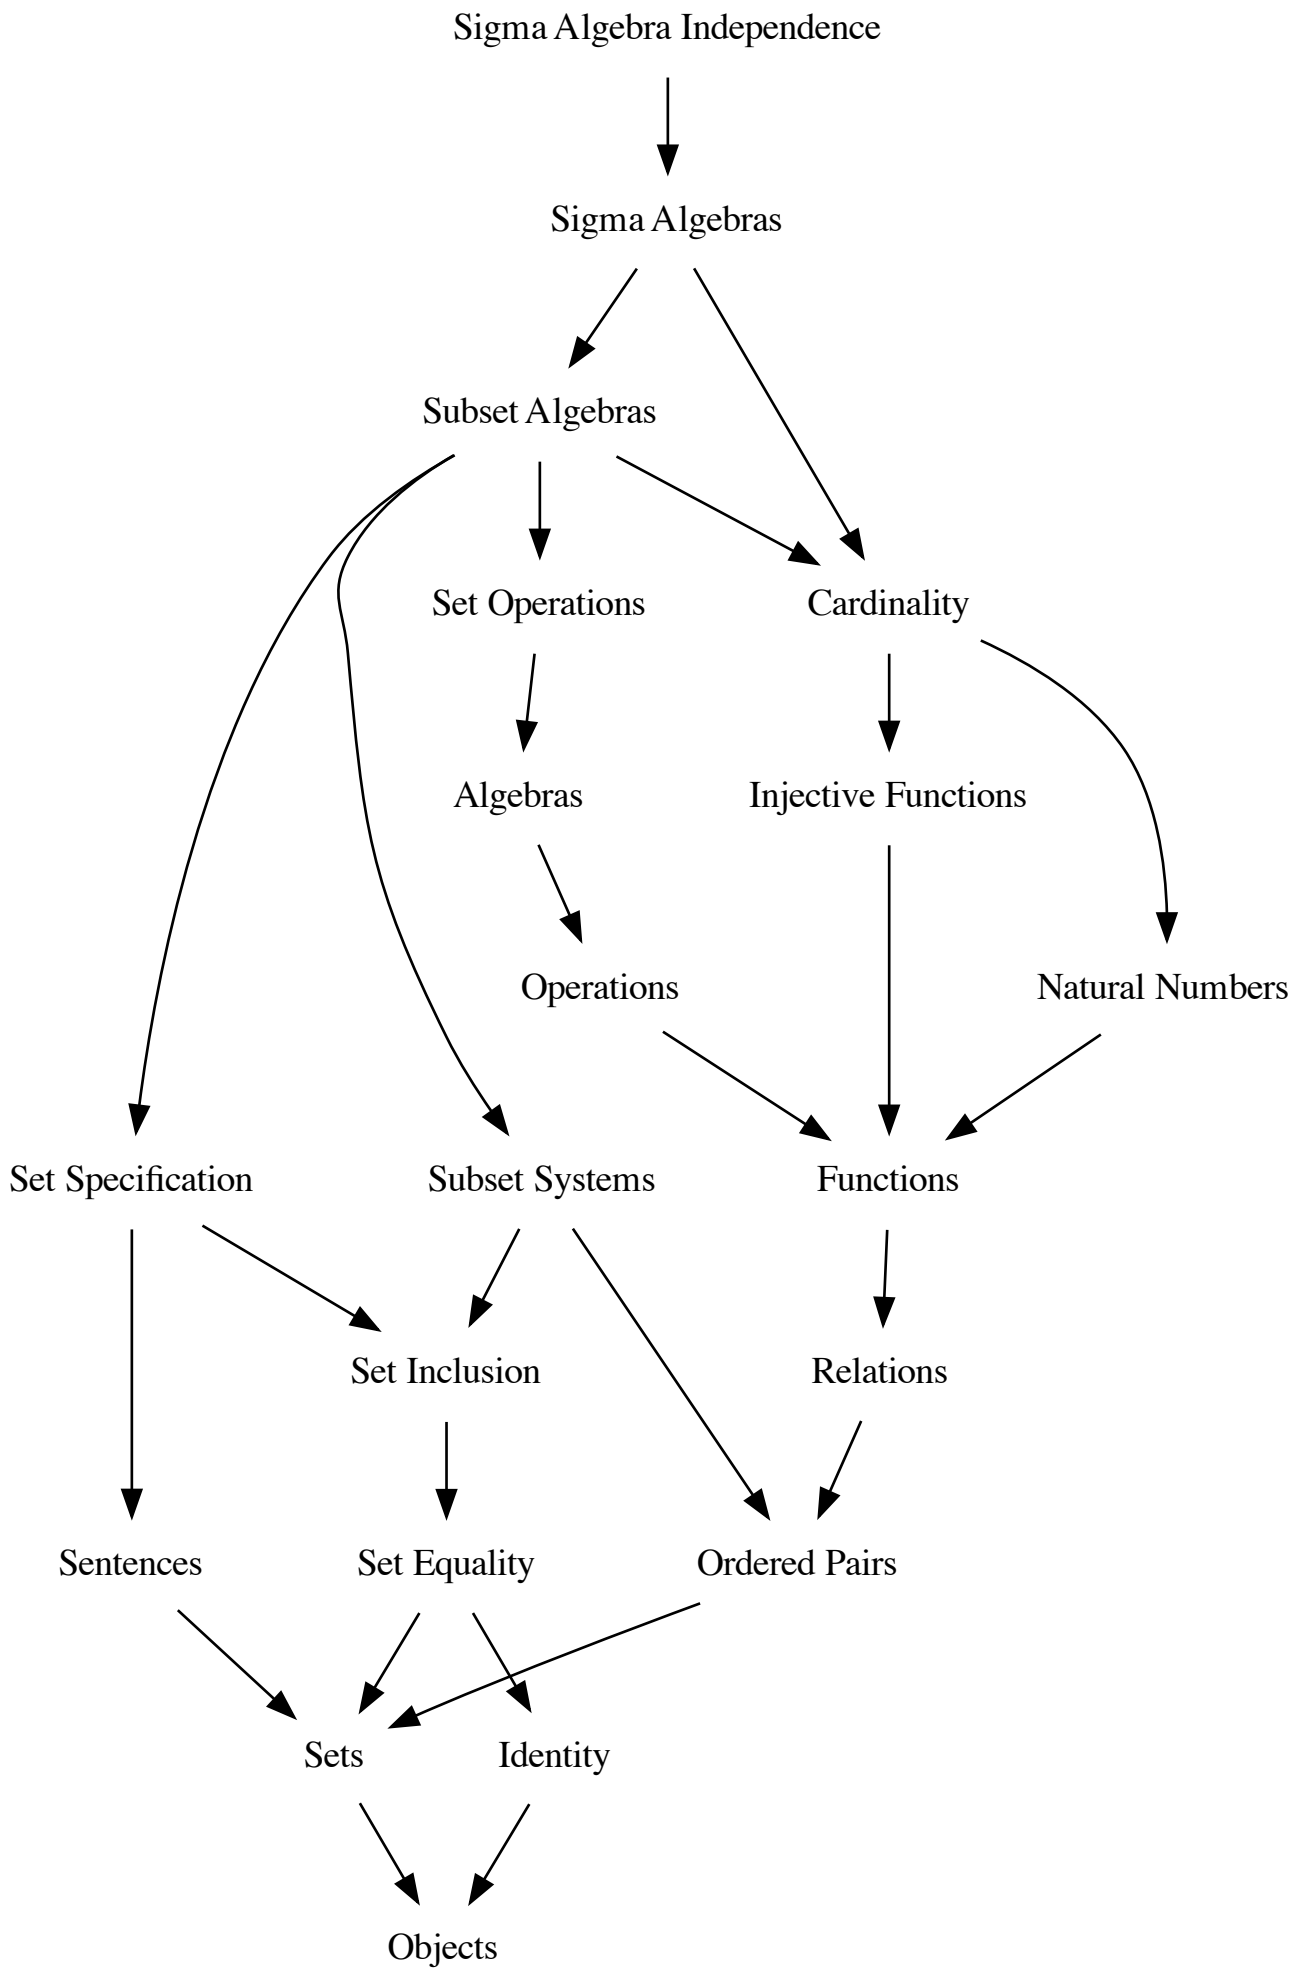 Sigma Algebra Independence
Sigma Algebras
Subset Algebras
Set Operations
Cardinality
Algebras
Injective Functions
Operations
Natural Numbers
Set Specification
Subset Systems
Functions
Set Inclusion
Relations
Sentences
Set Equality
Ordered Pairs
Sets
Identity
Objects